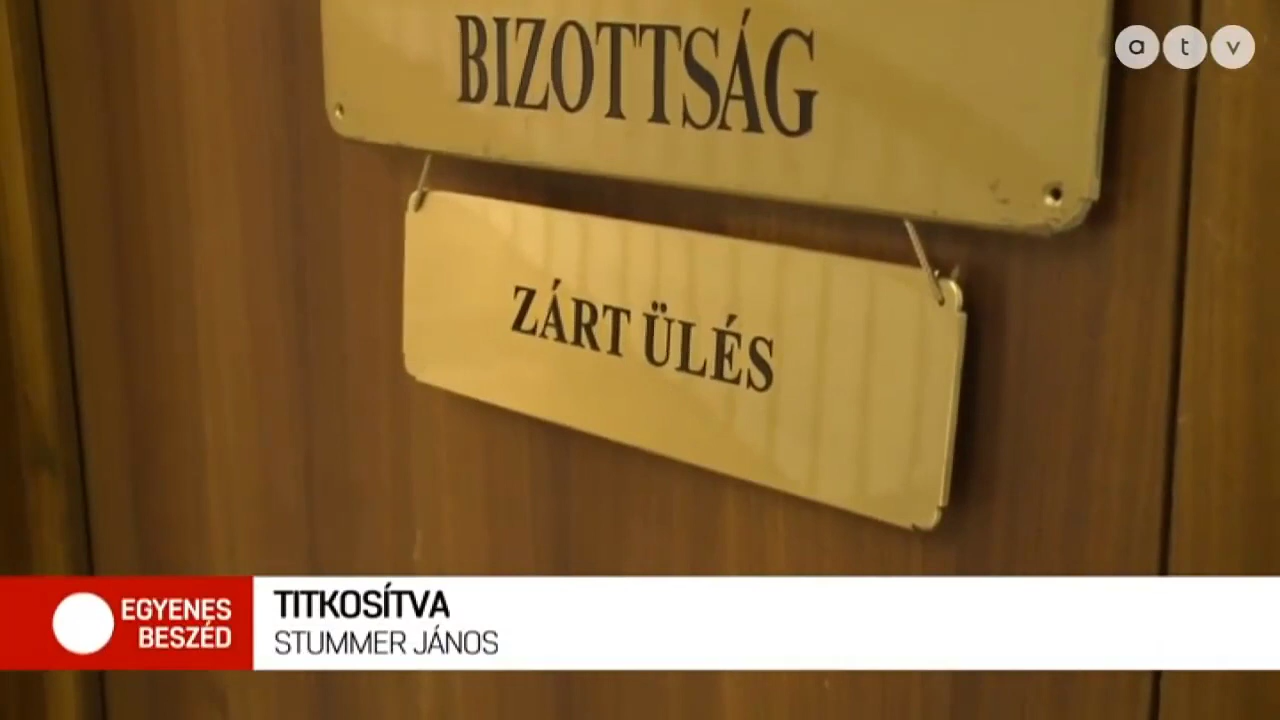 BIZOTTSÁG
atv
ZÁRT ÜLÉS
EGYENES
BESZÉD
TITKOSÍTVA
STUMMER JÁNOS